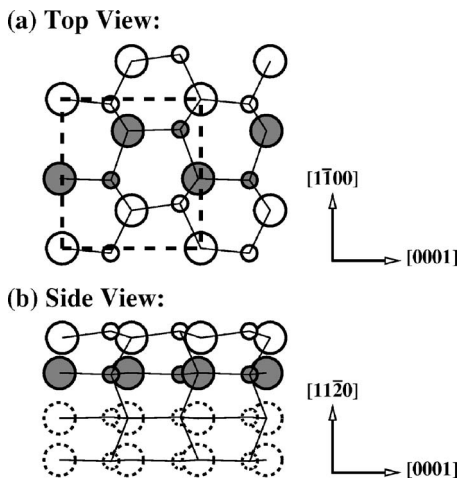 (a) Top View:
[11̅00]
[0001]
(b) Side View:
[112̅0]
[0001]